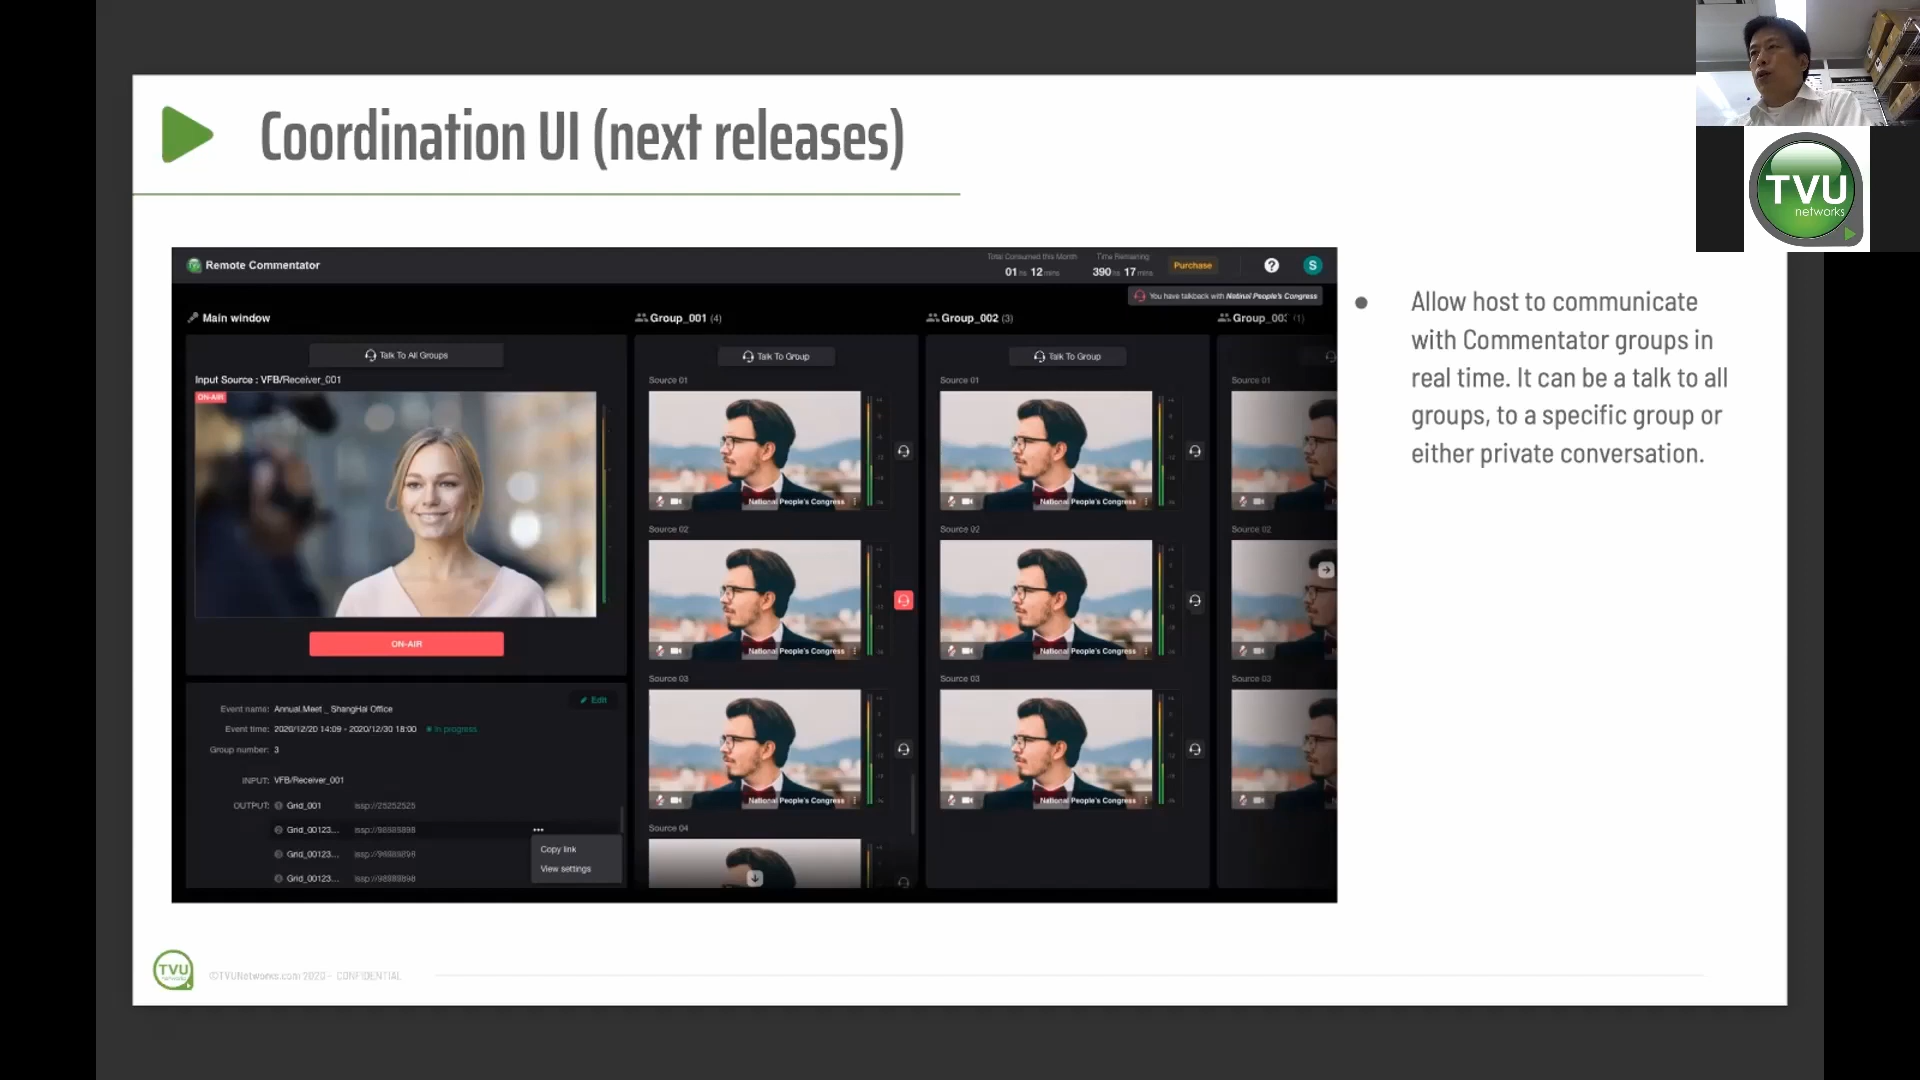 Coordination UI (next releases)
TVU
networks
Remote Commentator
Total Consumed this Month
01 hs 12 mins
Time Remaining
390 hs 17 mins
Purchase
?
S
You have talkback with Natinol People's Congress
Main window
Talk To All Groups
Input Source : VFB/Receiver_001
ON-AIR
ON-AIR
Edit
Event name: Annual.Meet _ ShangHai Office
Event time: 2020/12/20 14:09 - 2020/12/30 18:00 In progress
Group number: 3
INPUT: VFB/Receiver_001
OUTPUT: Grid_001 issp://25252525
Grid_00123... issp://98989898
Grid_00123... issp://98989898
Grid_00123... issp://98989898
Copy link
View settings
Group_001 (4)
Talk To Group
Source 01
National People's Congress
Source 02
National People's Congress
Source 03
National People's Congress
Source 04
Group_002 (3)
Talk To Group
Source 01
National People's Congress
Source 02
National People's Congress
Source 03
National People's Congress
Group_003 (1)
Source 01
Source 02
Source 03
Allow host to communicate
with Commentator groups in
real time. It can be a talk to all
groups, to a specific group or
either private conversation.
TVU
©TVUNetworks.com 2020 - CONFIDENTIAL